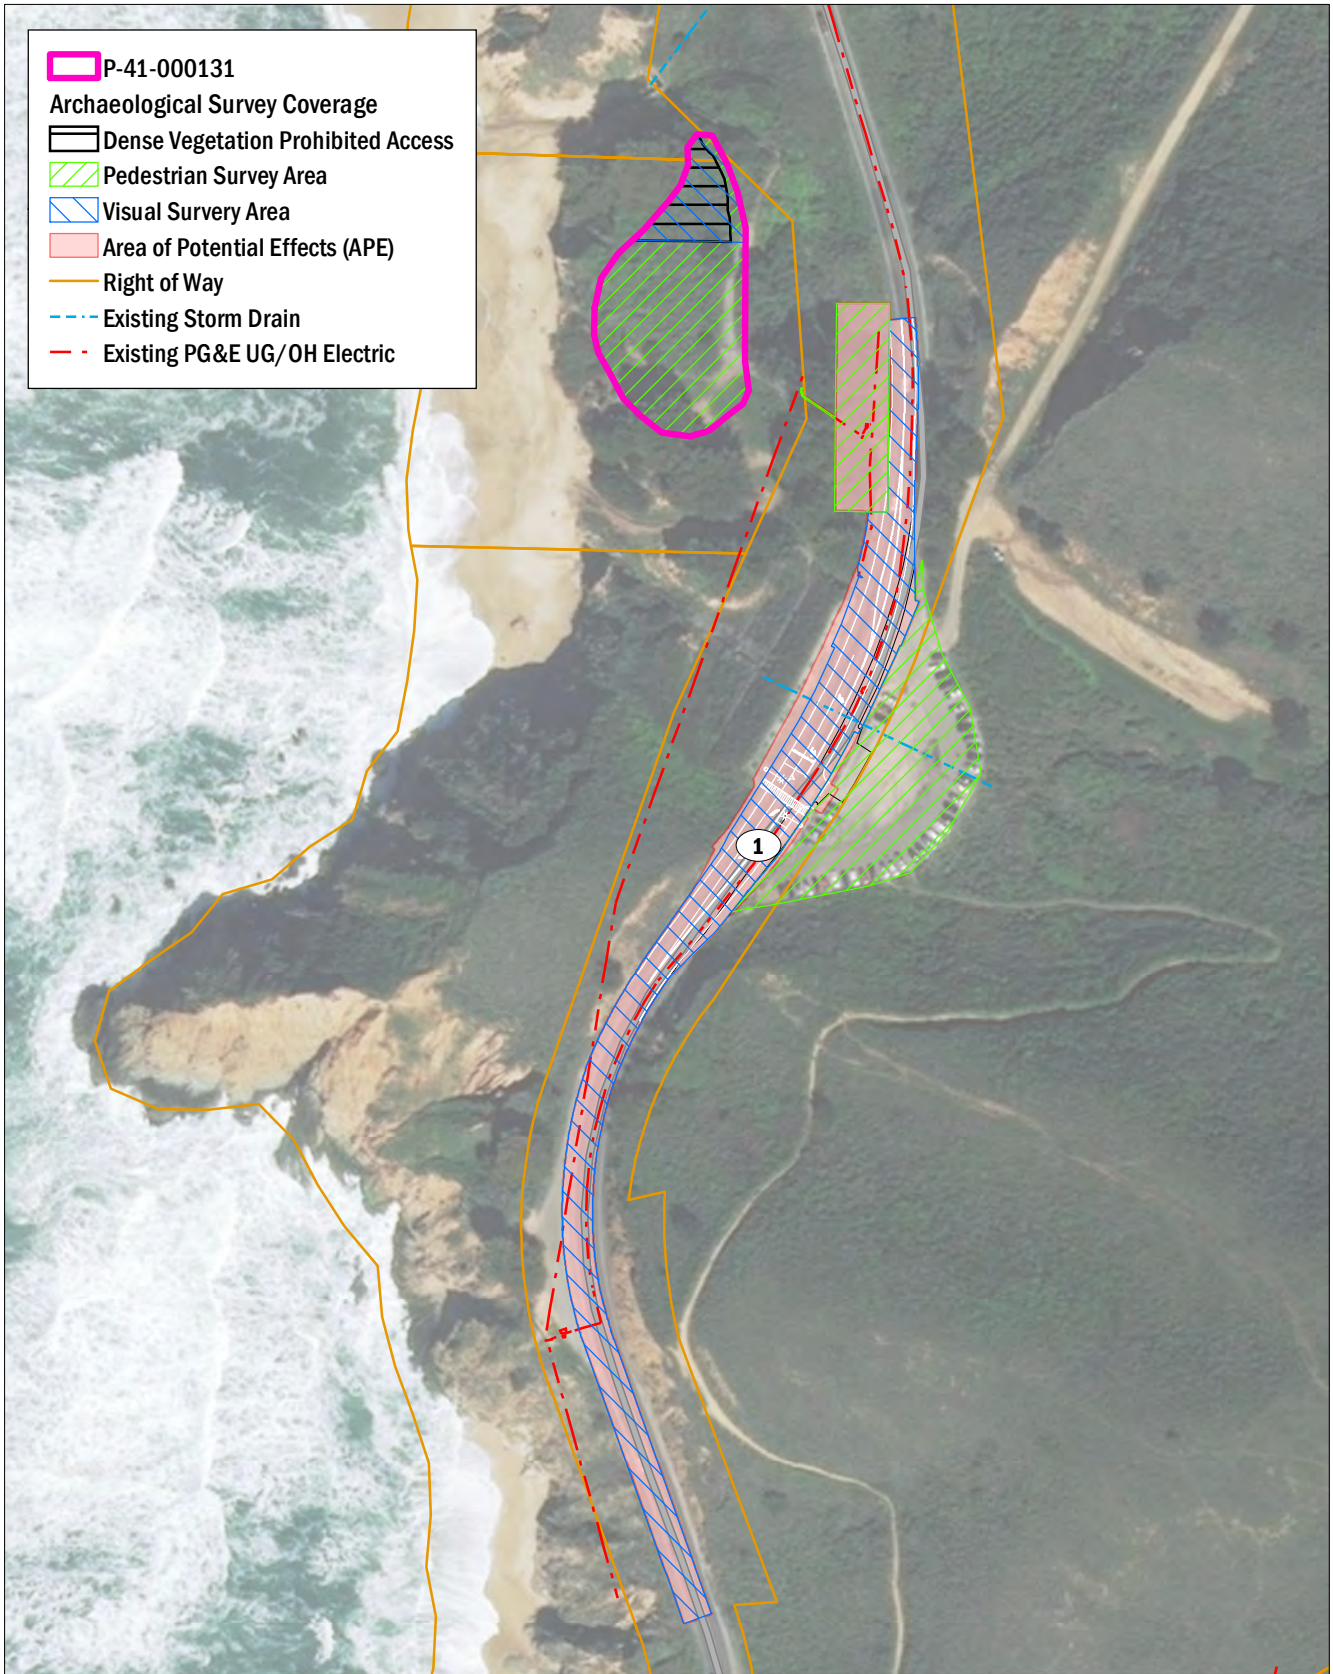 P-41-000131
Archaeological Survey Coverage
Dense Vegetation Prohibited Access
Pedestrian Survey Area
Visual Survery Area
Area of Potential Effects (APE)
Right of Way
Existing Storm Drain
Existing PG&E UG/OH Electric
1